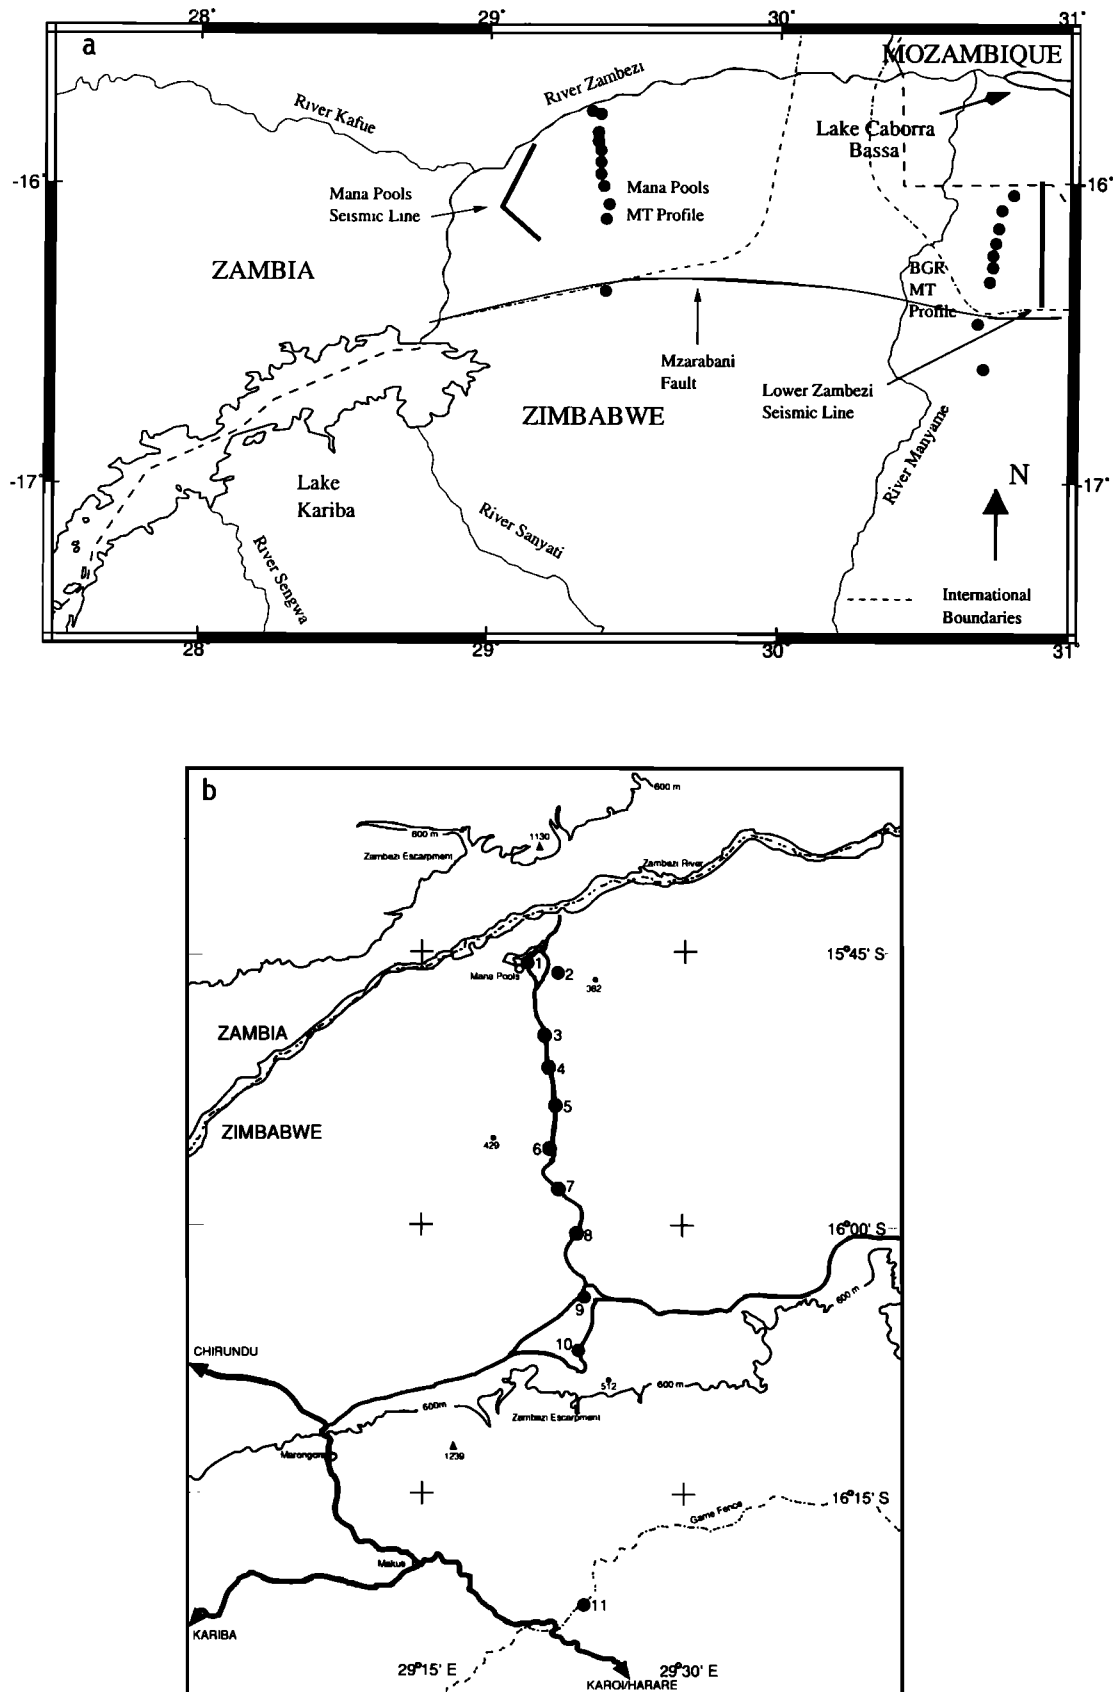 28° 29° 30° 31°
a
MOZAMBIQUE
River Zambezi
River Kafue
Lake Caborra
Bassa
-16°
16°
Mana Pools
Seismic Line
Mana Pools
MT Profile
ZAMBIA
BGR
MT
Profile
Mzarabani
Fault
Lower Zambezi
Seismic Line
ZIMBABWE
River Manyame
N
-17°
17°
Lake
Kariba
River Sanyati
River Sengwa
International
Boundaries
28° 29° 30° 31°
b
600 m
600 m
1130
Zambezi Escarpment
Zambezi River
15°45' S
1
Mana Pools
2
382
ZAMBIA
3
4
5
ZIMBABWE
429
6
7
8
16°00' S
9
600 m
10
CHIRUNDU
512
600 m
600m
Zambezi Escarpment
Marongora
1239
16°15' S
Game Fence
Makuti
11
KARIBA
29°15' E
29°30' E
KAROI/HARARE